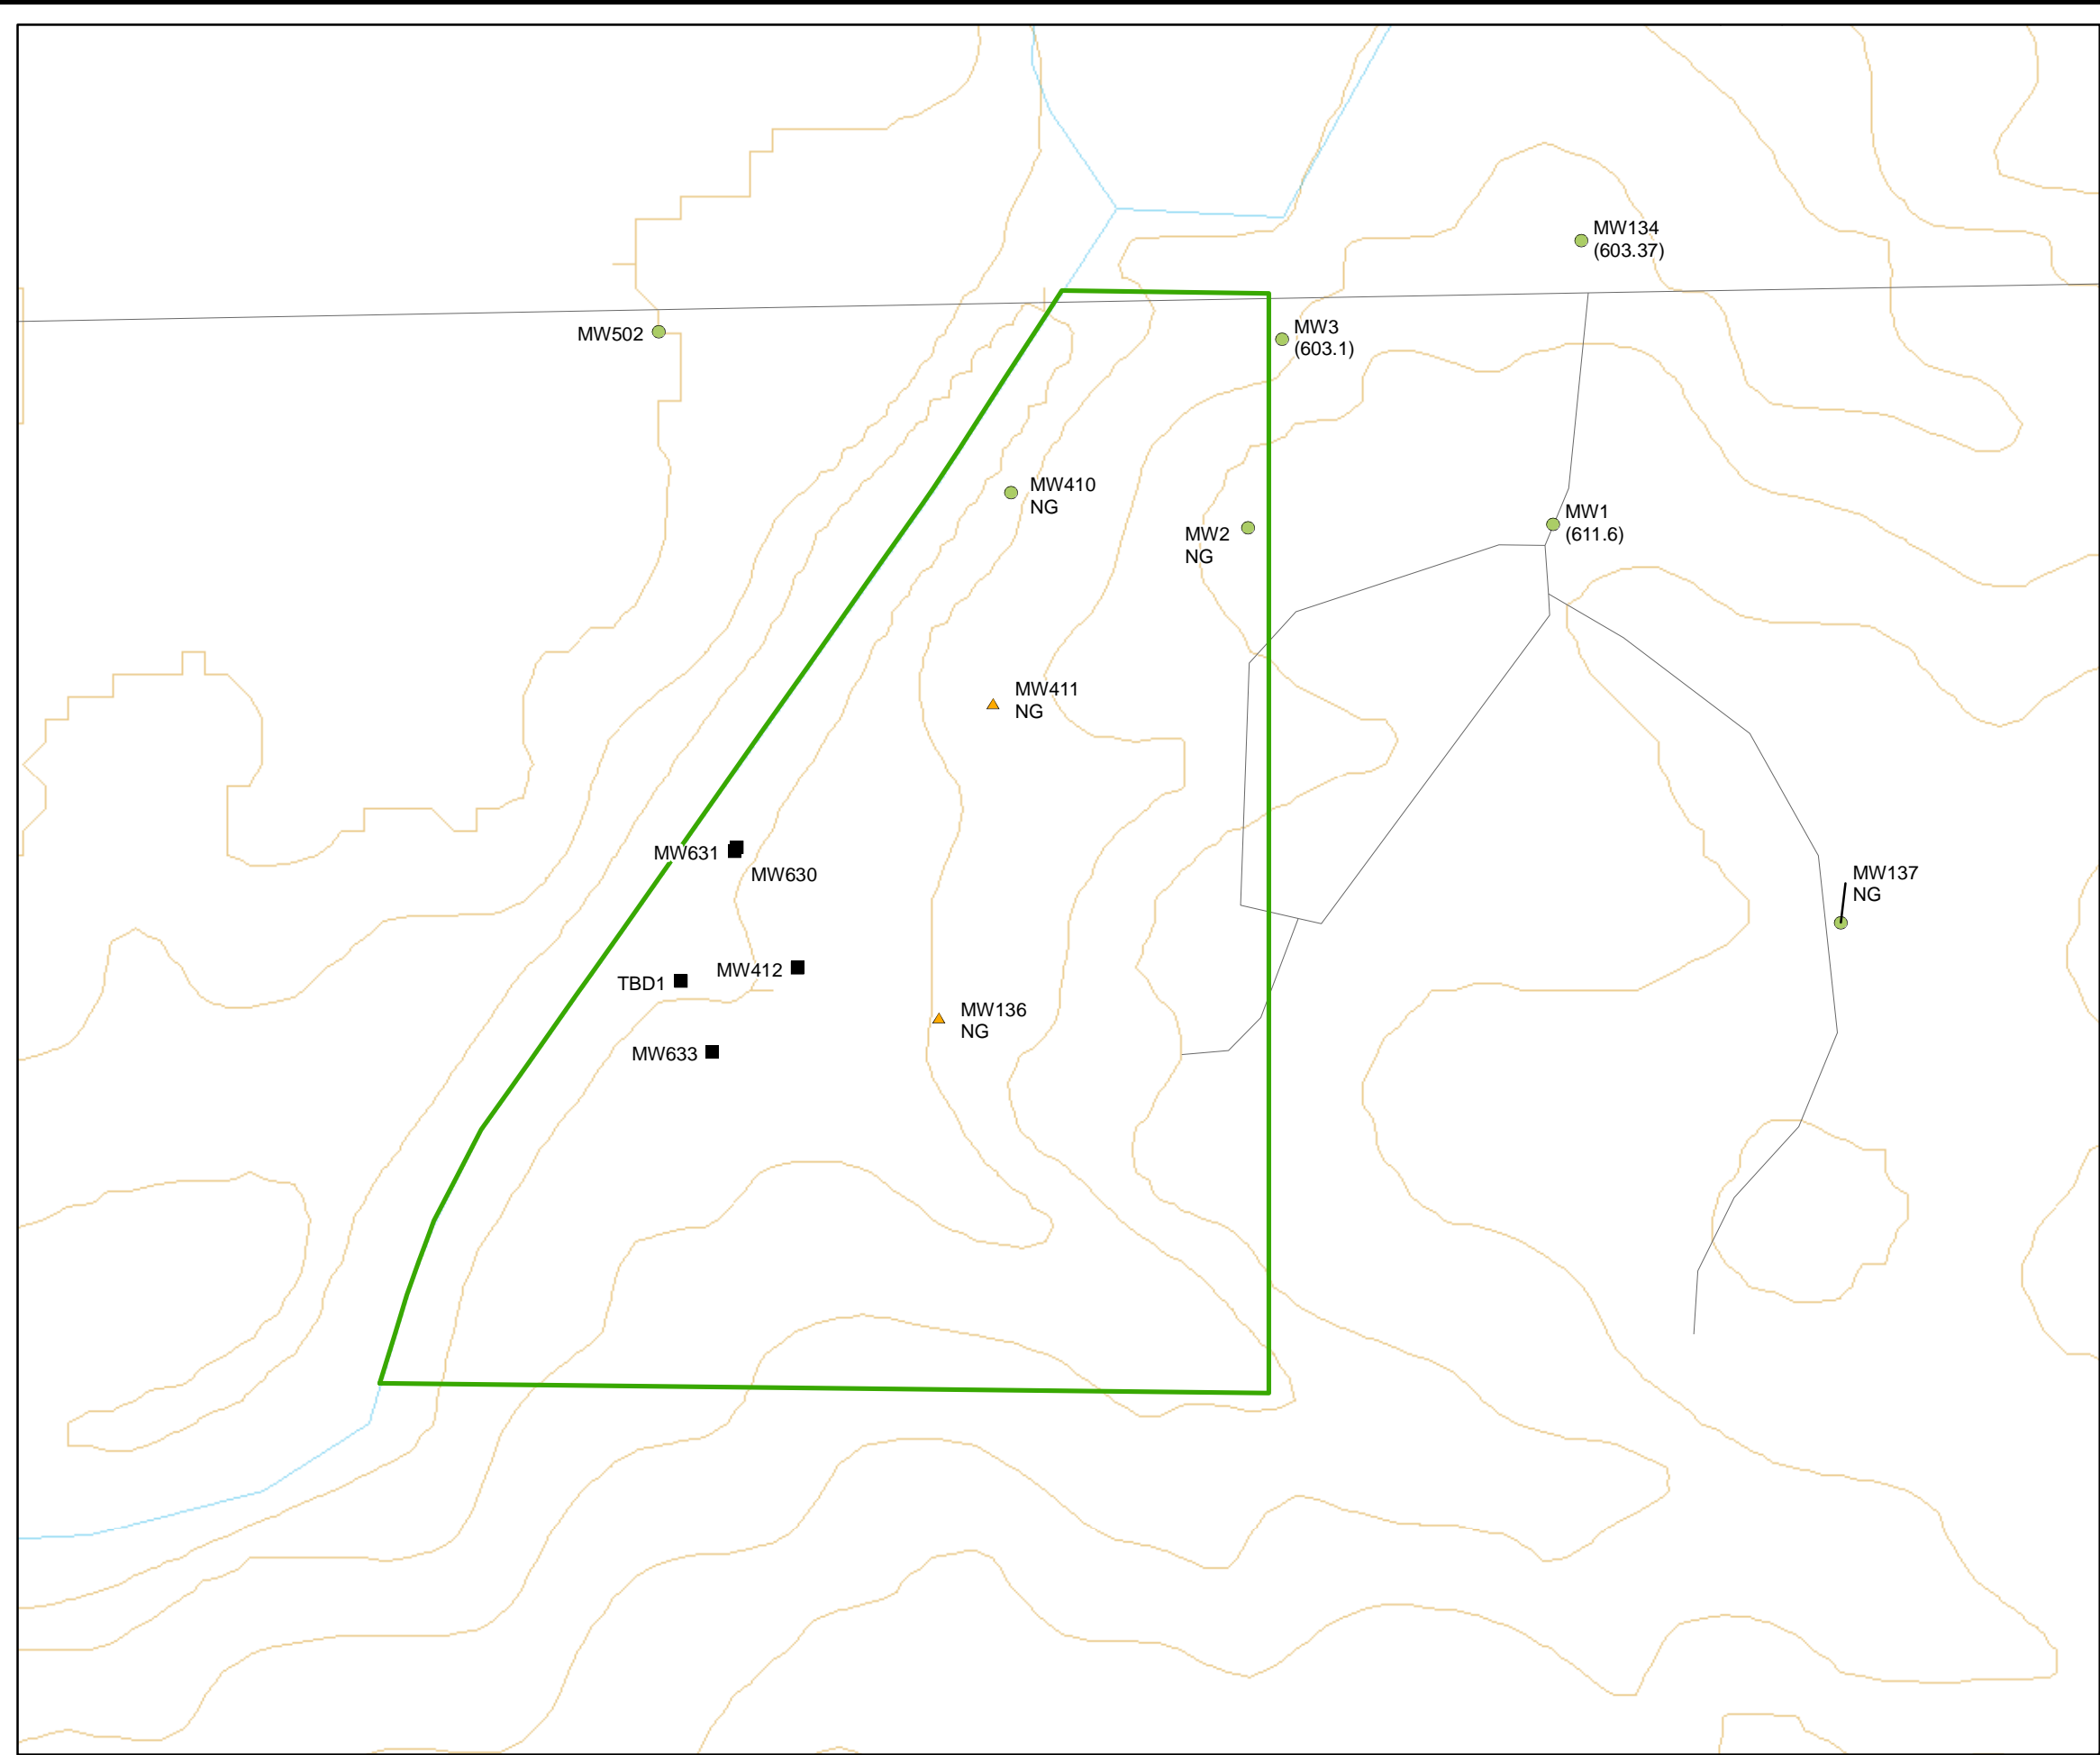 MW134
(603.37)
MW502
MW3
(603.1)
MW410
NG
MW2
NG
MW1
(611.6)
MW411
NG
MW631
MW630
MW137
NG
TBD1
MW412
MW136
NG
MW633